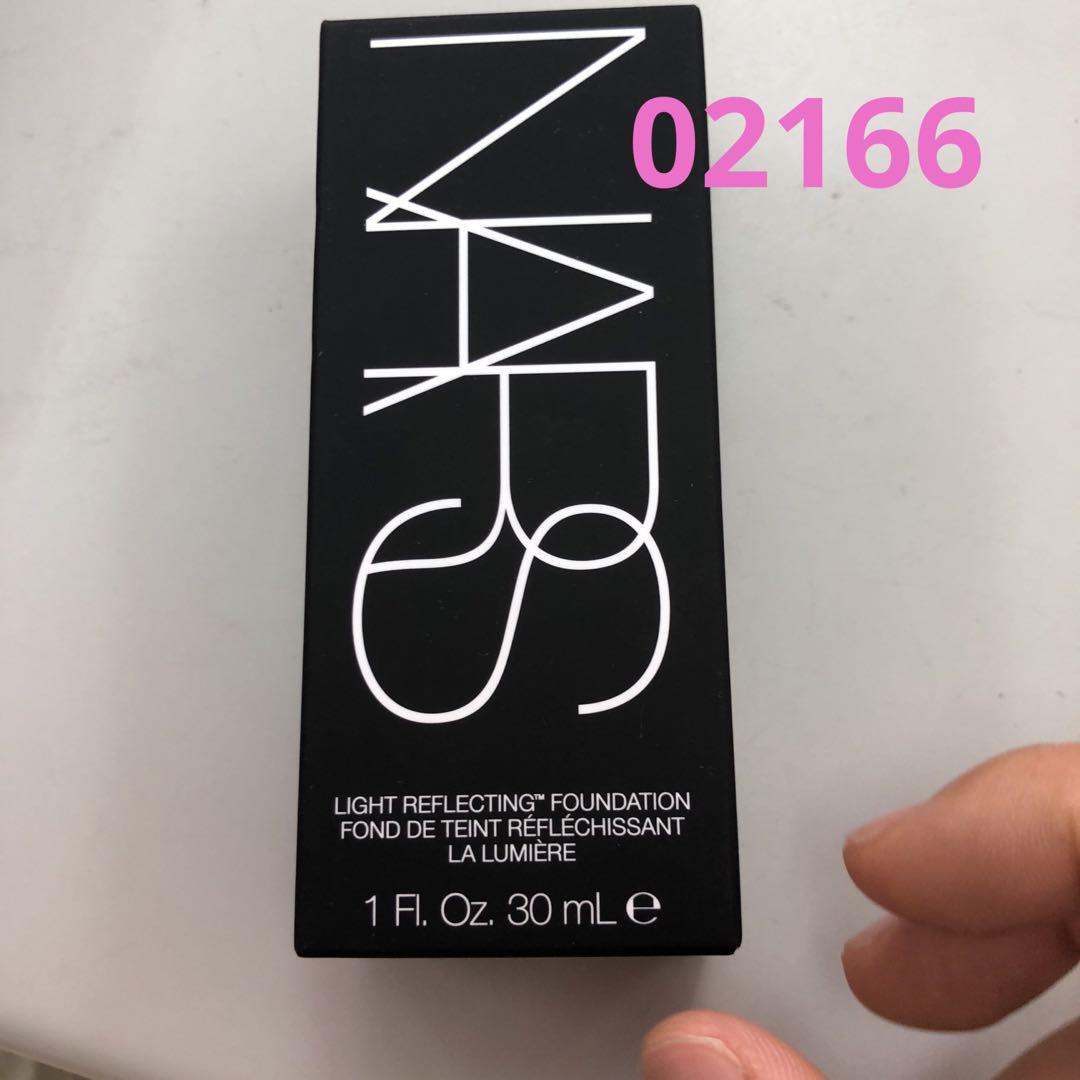 NARS
02166
LIGHT REFLECTING™ FOUNDATION
FOND DE TEINT RÉFLÉCHISSANT
LA LUMIÈRE
1 Fl. Oz. 30 mL ℮